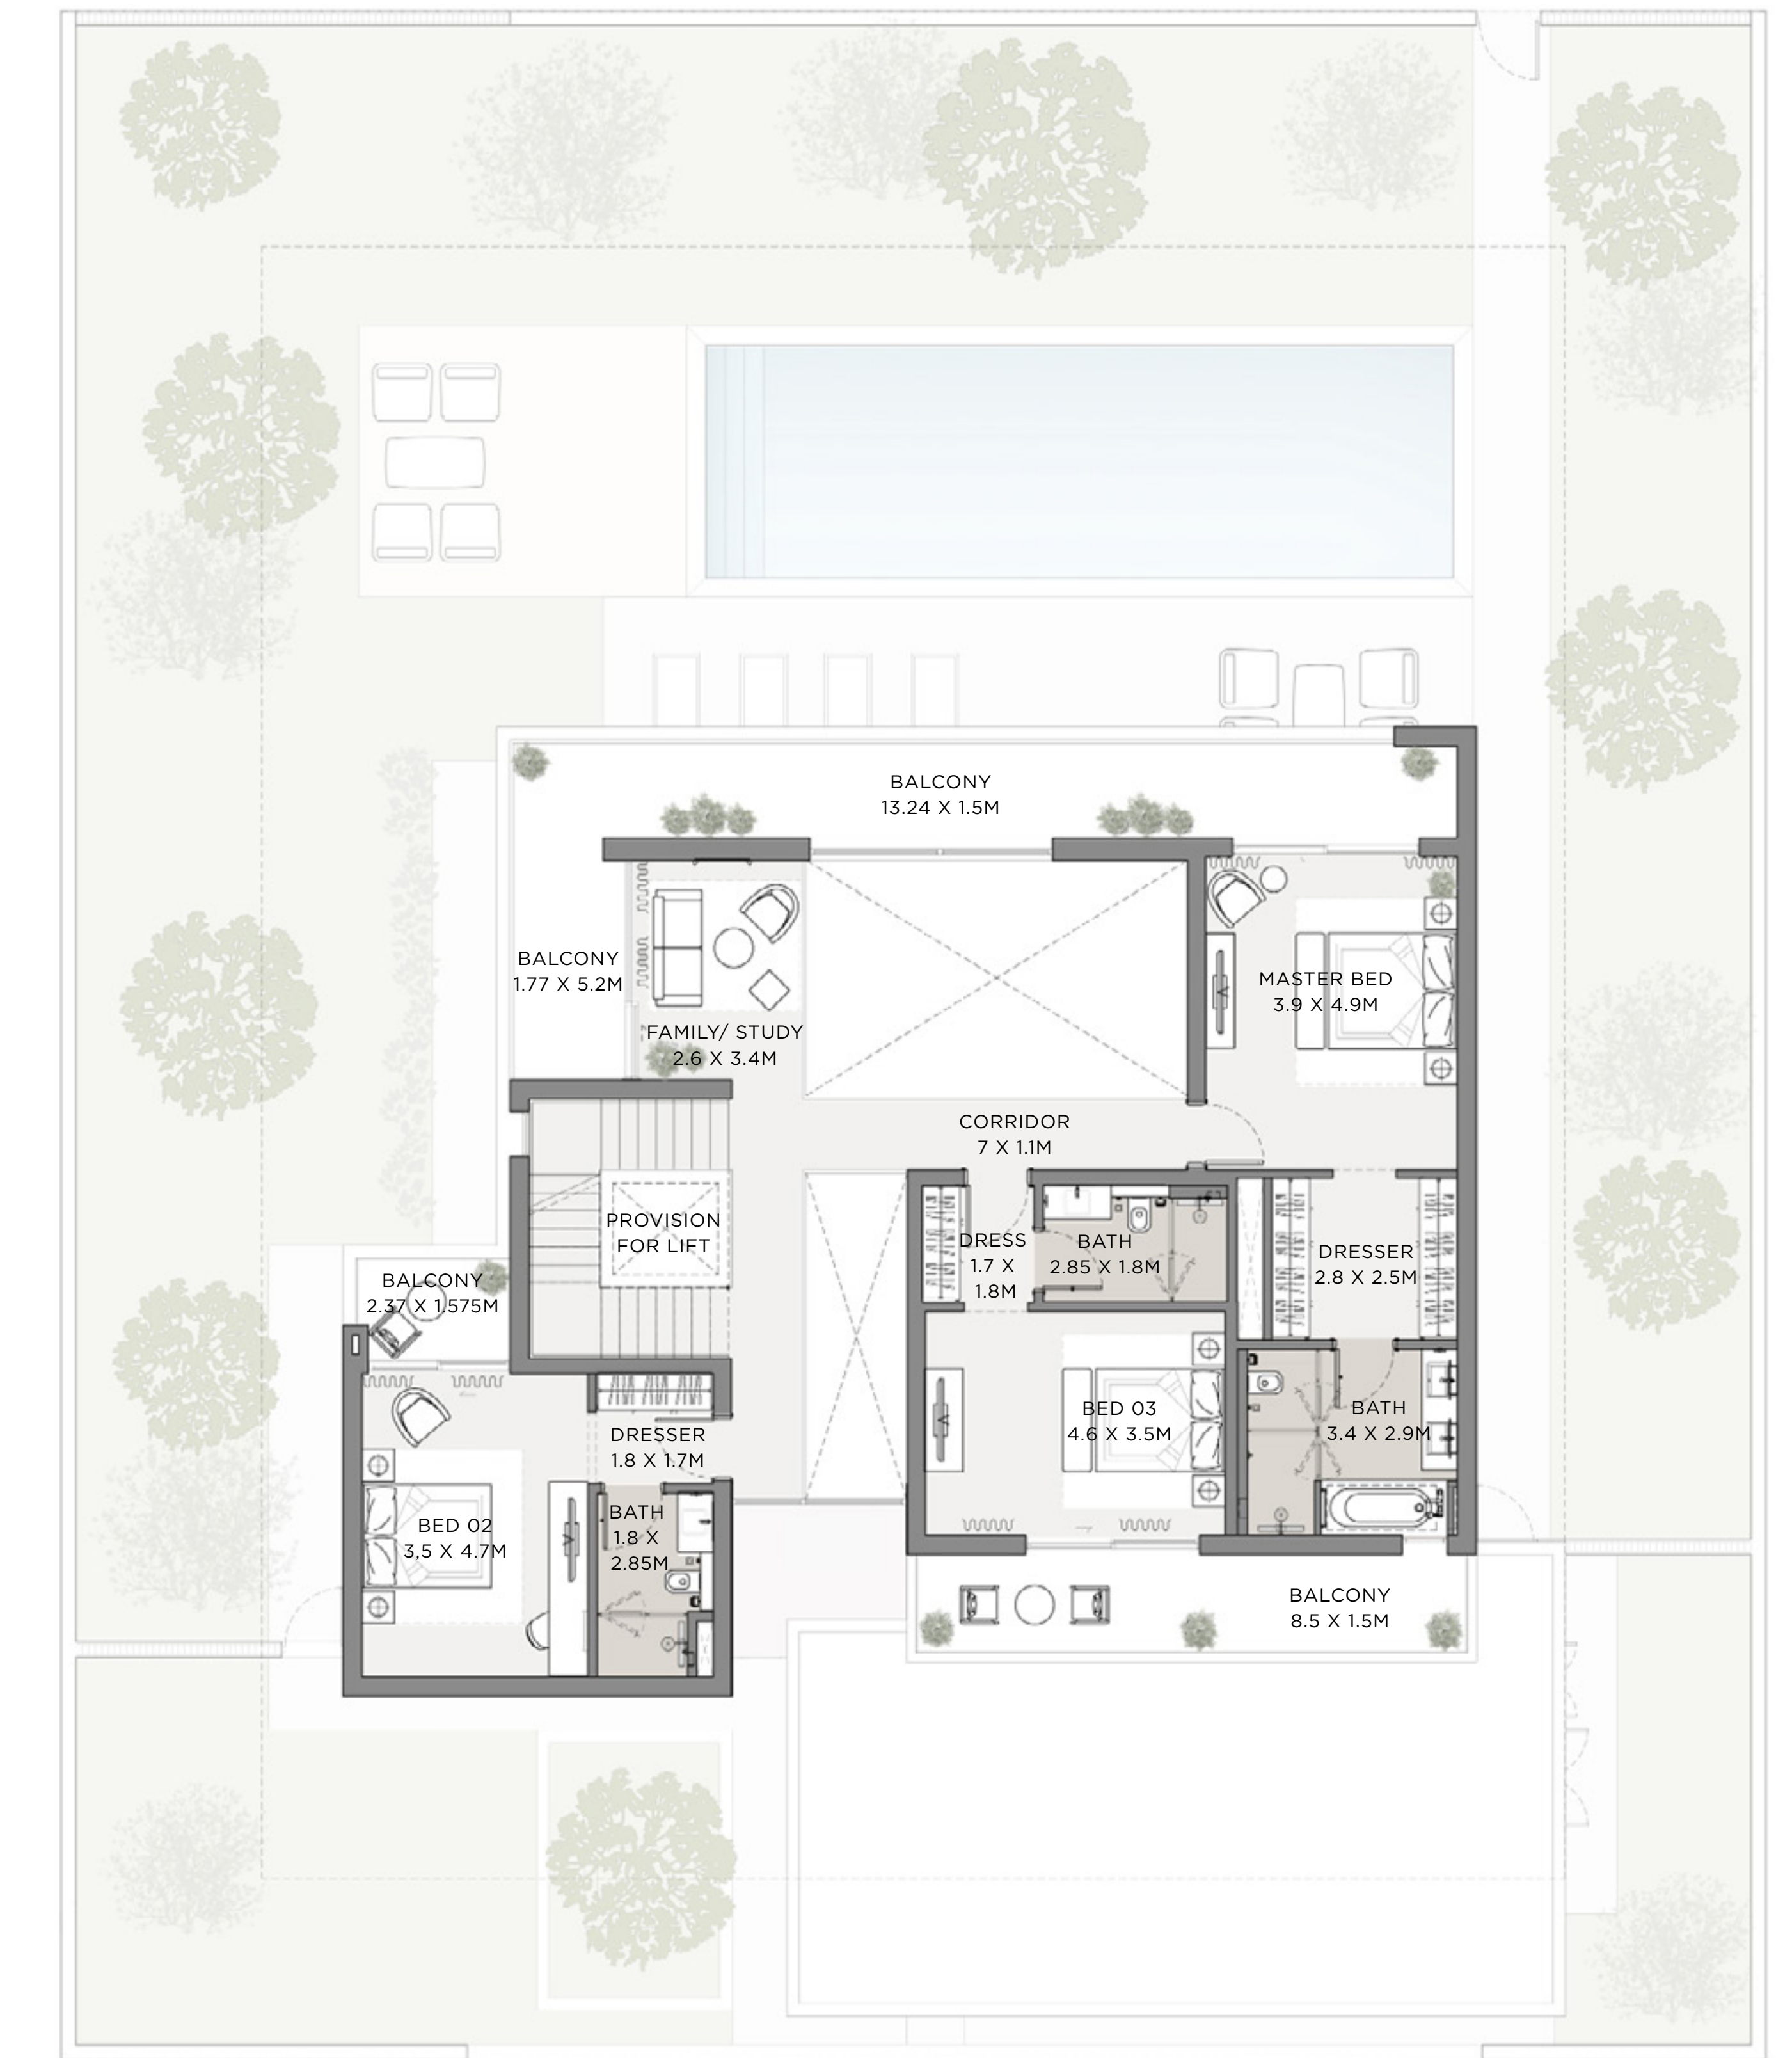 BALCONY
13.24 X 1.5M
BALCONY
1.77 X 5.2M
MASTER BED
3.9 X 4.9M
FAMILY/ STUDY
2.6 X 3.4M
CORRIDOR
7 X 1.1M
PROVISION
FOR LIFT
DRESS
1.7 X
1.8M
BATH
2.85 X 1.8M
DRESSER
2.8 X 2.5M
BALCONY
2.37 X 1.575M
BED 03
4.6 X 3.5M
BATH
3.4 X 2.9M
DRESSER
1.8 X 1.7M
BED 02
3,5 X 4.7M
BATH
1.8 X
2.85M
BALCONY
8.5 X 1.5M